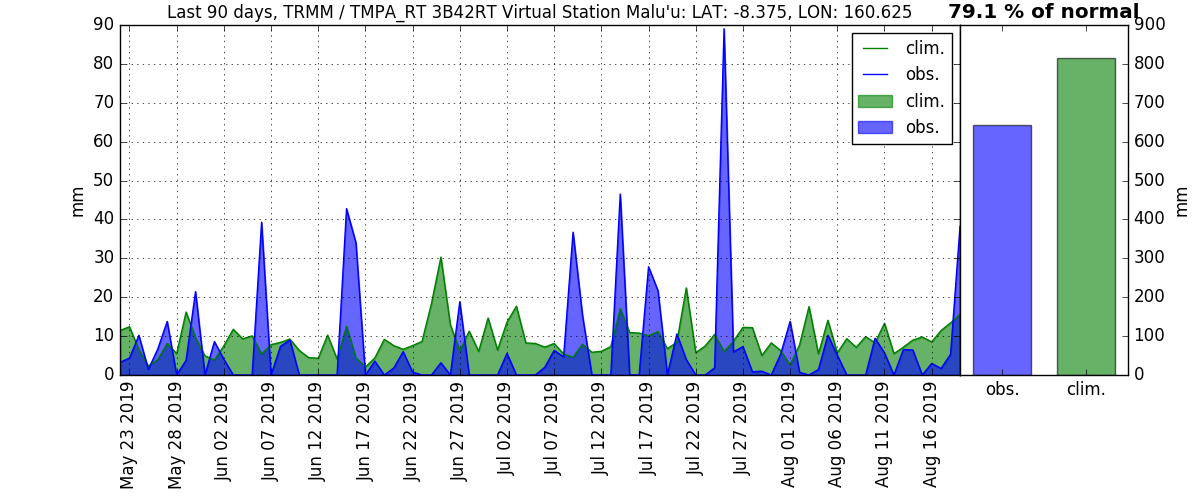 Last 90 days, TRMM / TMPA_RT 3B42RT Virtual Station Malu'u: LAT: -8.375, LON: 160.625
79.1 % of normal
90
80
70
60
50
40
30
20
10
0
mm
clim.
obs.
clim.
obs.
900
800
700
600
500
400
300
200
100
0
mm
May 23 2019
May 28 2019
Jun 02 2019
Jun 07 2019
Jun 12 2019
Jun 17 2019
Jun 22 2019
Jun 27 2019
Jul 02 2019
Jul 07 2019
Jul 12 2019
Jul 17 2019
Jul 22 2019
Jul 27 2019
Aug 01 2019
Aug 06 2019
Aug 11 2019
Aug 16 2019
obs.
clim.